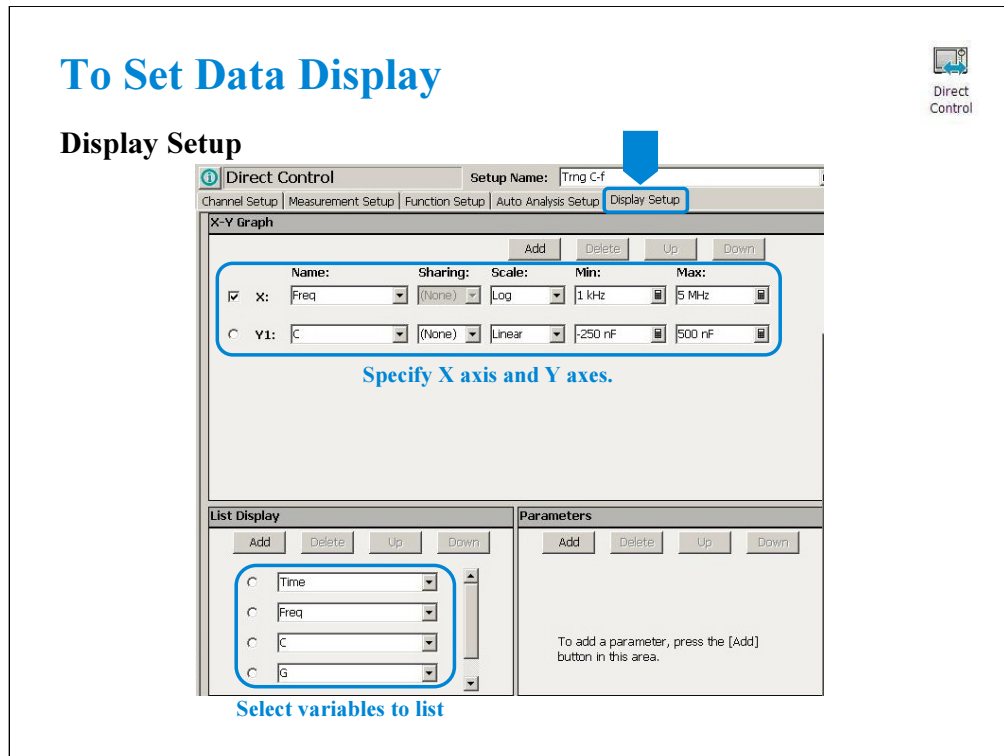 To Set Data Display
Direct
Control
Display Setup
Direct Control
Setup Name: Trng C-f
Channel Setup Measurement Setup Function Setup Auto Analysis Setup Display Setup
X-Y Graph
Add Delete Up Down
Name: Sharing: Scale: Min: Max:
X: Freq (None) Log 1 kHz 5 MHz
Y1: C (None) Linear -250 nF 500 nF
Specify X axis and Y axes.
List Display
Add Delete Up Down
Time
Freq
C
G
Select variables to list
Parameters
Add Delete Up Down
To add a parameter, press the [Add]
button in this area.